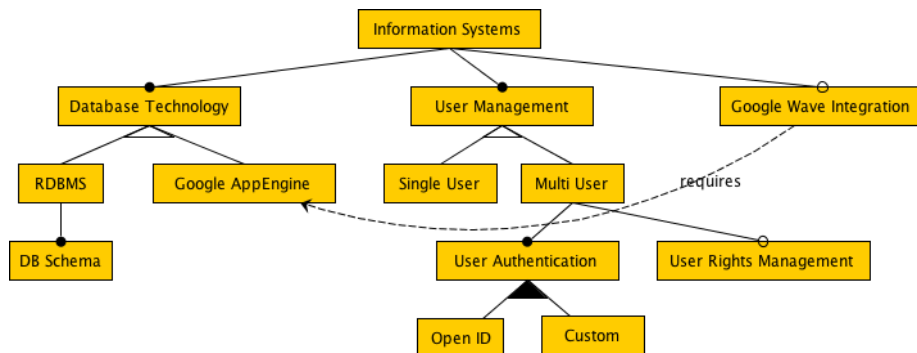 Information Systems
Database Technology
User Management
Google Wave Integration
RDBMS
Google AppEngine
Single User
Multi User
requires
DB Schema
User Authentication
User Rights Management
Open ID
Custom